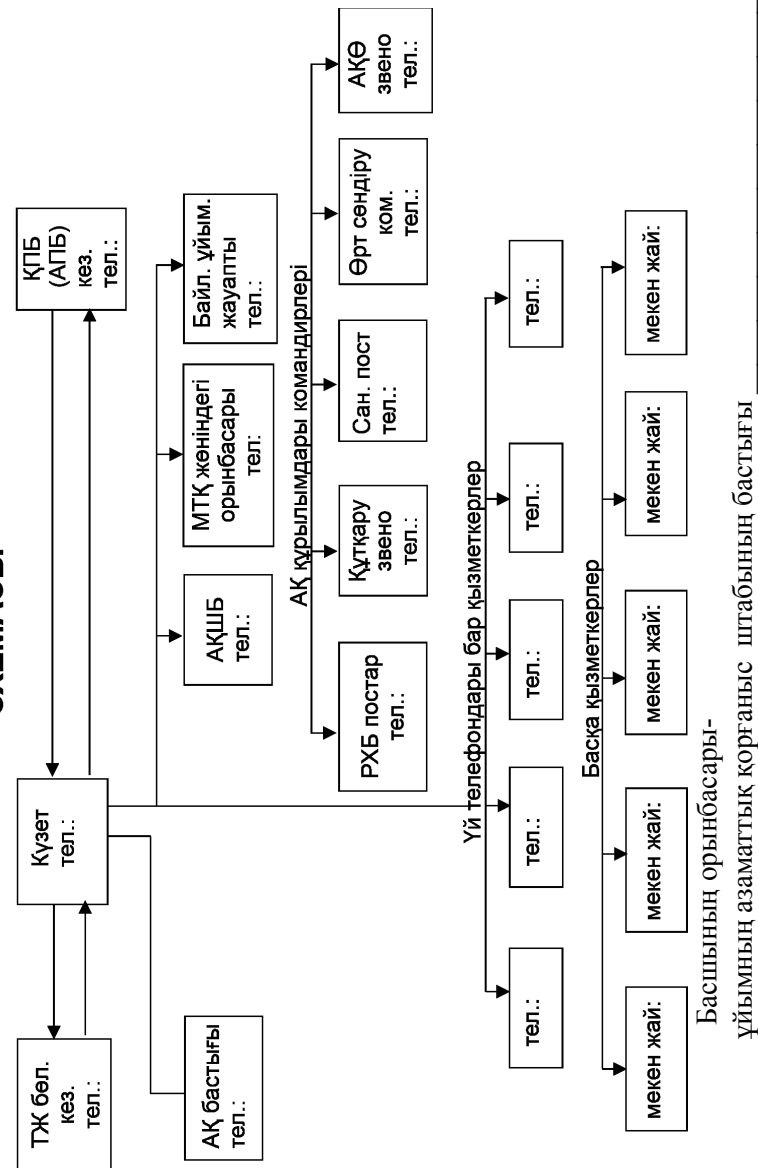 СХЕМАСЫ
ТЖ бөл.
кез.
тел.:
Күзет
тел.:
ҚПБ
(АПБ)
кез.
тел.:
АҚ бастығы
тел.:
АҚШБ
тел.:
МТҚ жөніндегі
орынбасары
тел:
Байл. ұйым.
жауапты
тел.:
АҚ құрылымдары командирлері
РХБ постар
тел.:
Құтқару
звено
тел.:
Сан. пост
тел.:
Өрт сөндіру
ком.
тел.:
АҚӨ
звено
тел.:
Үй телефондары бар қызметкерлер
тел.:
тел.:
тел.:
тел.:
тел.:
Басқа қызметкерлер
мекен жай:
мекен жай:
мекен жай:
мекен жай:
мекен жай:
Басшының орынбасары-
ұйымның азаматтық қорғаныс штабының бастығы